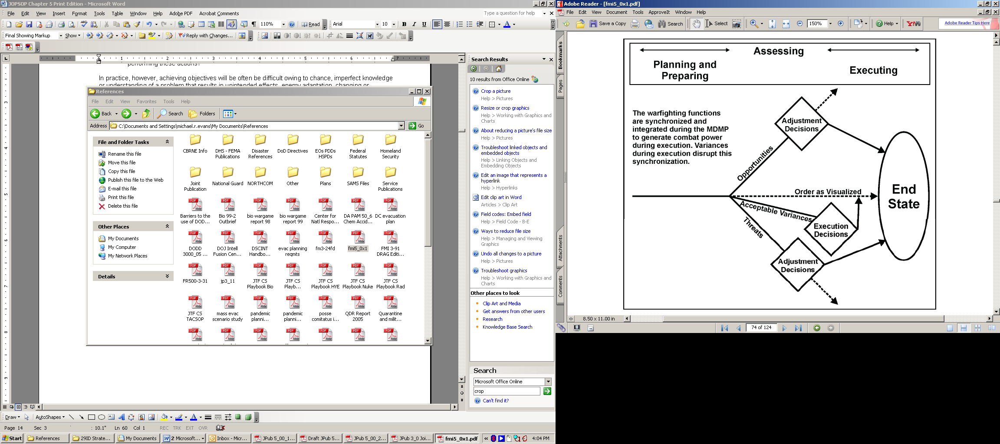 JOPSOP Chapter 5 Print Edition - Microsoft Word
File Edit View Insert Format Tools Table Window Help Adobe PDF Acrobat Comments
Type a question for help
110%
Read
Arial
10
B I U
Final Showing Markup
Show
Reply with Changes...
1 2 3 4 5 6 7
In practice, however, achieving objectives will be often be difficult owing to chance, imperfect knowledge
or understanding of a problem that results in unintended effects, enemy adaptation, changing or
References
File Edit View Favorites Tools Help
Back
Search
Folders
Address C:\Documents and Settings\michael.r.evans\My Documents\References
Go
File and Folder Tasks
Rename this file
Move this file
Copy this file
Publish this file to the Web
E-mail this file
Print this file
Delete this file
Other Places
My Documents
My Computer
My Network Places
Details
CBRNE Info
DHS - FEMA Publications
Disaster References
DoD Directives
EOs PDDs HSPDs
Federal Statutes
Homeland Security
Joint Publication
National Guard
NORTHCOM
Other
Plans
SAMS Files
Service Publications
Barriers to the use of DOD...
Bio 99-2 Outbrief
bio wargame report 98
bio wargame report 99
Center for Natl Respo...
DA PAM 50_6 Chem Accid...
DC evacuation plan
DODD 3000_05 ...
DOJ Intell Fusion Cen...
DSCINT Handbo...
evac planning reqmts
fm3-24fd
fmi5_0x1
FMI 3-91 DRAG Editi...
FR500-3-31
jp3_11
JTF CS Playbook Bio
JTF CS Playb...
JTF CS Playbook HYE
JTF CS Playbook Nuke
JTF CS Playbook Rad
JTF CS TACSOP
mass evac scenario study
pandemic planni...
pandemic planni...
posse comitatus i...
QDR Report 2005
Quarantine and milit...
Search Results
10 results from Office Online
Crop a picture
Help > Pictures
Resize or crop graphics
Help > Working with Graphics and
Charts
About reducing a picture's file size
Help > Pictures
Troubleshoot linked objects and
embedded objects
Help > Linking Objects and
Embedding Objects
Edit an image that represents a
hyperlink
Help > Hyperlinks
Edit clip art in Word
Articles > Clip Art
Field codes: Embed field
Help > Field Code - B-E
Ways to reduce file size
Help > Managing and Viewing
Graphics
Undo all changes to a picture
Help > Pictures
Troubleshoot graphics
Help > Working with Graphics and
Charts
Other places to look
Clip Art and Media
Get answers from other users
Research
Knowledge Base Search
Search
Microsoft Office Online
crop
Can't find it?
Draw
AutoShapes
Page 14 Sec 3 : 10.1" Ln 60 Col 1 REC TRK EXT OVR
Start
References
29ID Strate...
My Documents
2 Microsoft...
Inbox - Micr...
JPub 5_00_1...
Draft JPUB 5...
JPub 5_00_2...
JPub 3_0 Joi...
fmi5_0x1.pdf
4:04 PM
Adobe Reader - [fmi5_0x1.pdf]
File Edit View Document Tools ApproveIt Window Help
Save a Copy
Search
Select
150%
Help
Y!
Adobe Reader Tips Here
Bookmarks
Pages
Attachments
Comments
Assessing
Planning and
Preparing
Executing
The warfighting functions
are synchronized and
integrated during the MDMP
to generate combat power
during execution. Variances
during execution disrupt this
synchronization.
Adjustment
Decisions
Opportunities
Order as Visualized
End
State
Acceptable Variances
Threats
Execution
Decisions
Adjustment
Decisions
8.50 x 11.00 in
74 of 124